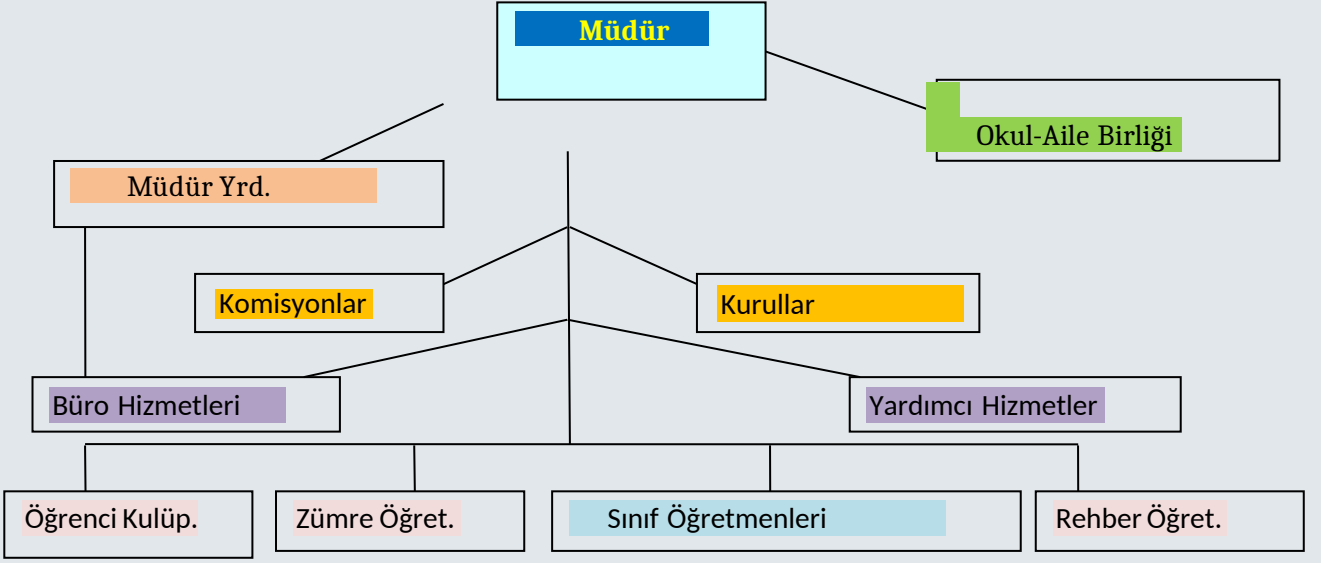 Müdür
Okul-Aile Birliği
Müdür Yrd.
Komisyonlar
Kurullar
Büro Hizmetleri
Yardımcı Hizmetler
Öğrenci Kulüp.
Zümre Öğret.
Sınıf Öğretmenleri
Rehber Öğret.